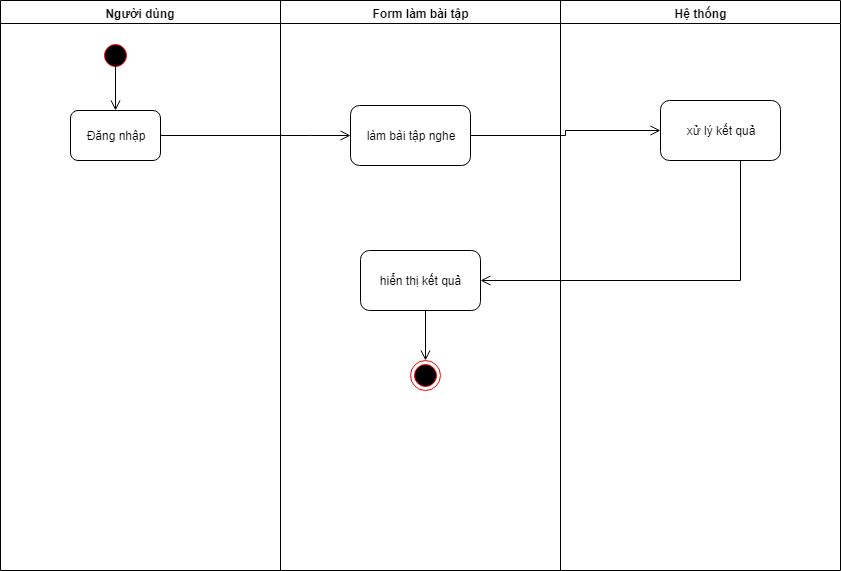 Người dùng
Form làm bài tập
Hệ thống
Đăng nhập
làm bài tập nghe
xử lý kết quả
hiển thị kết quả